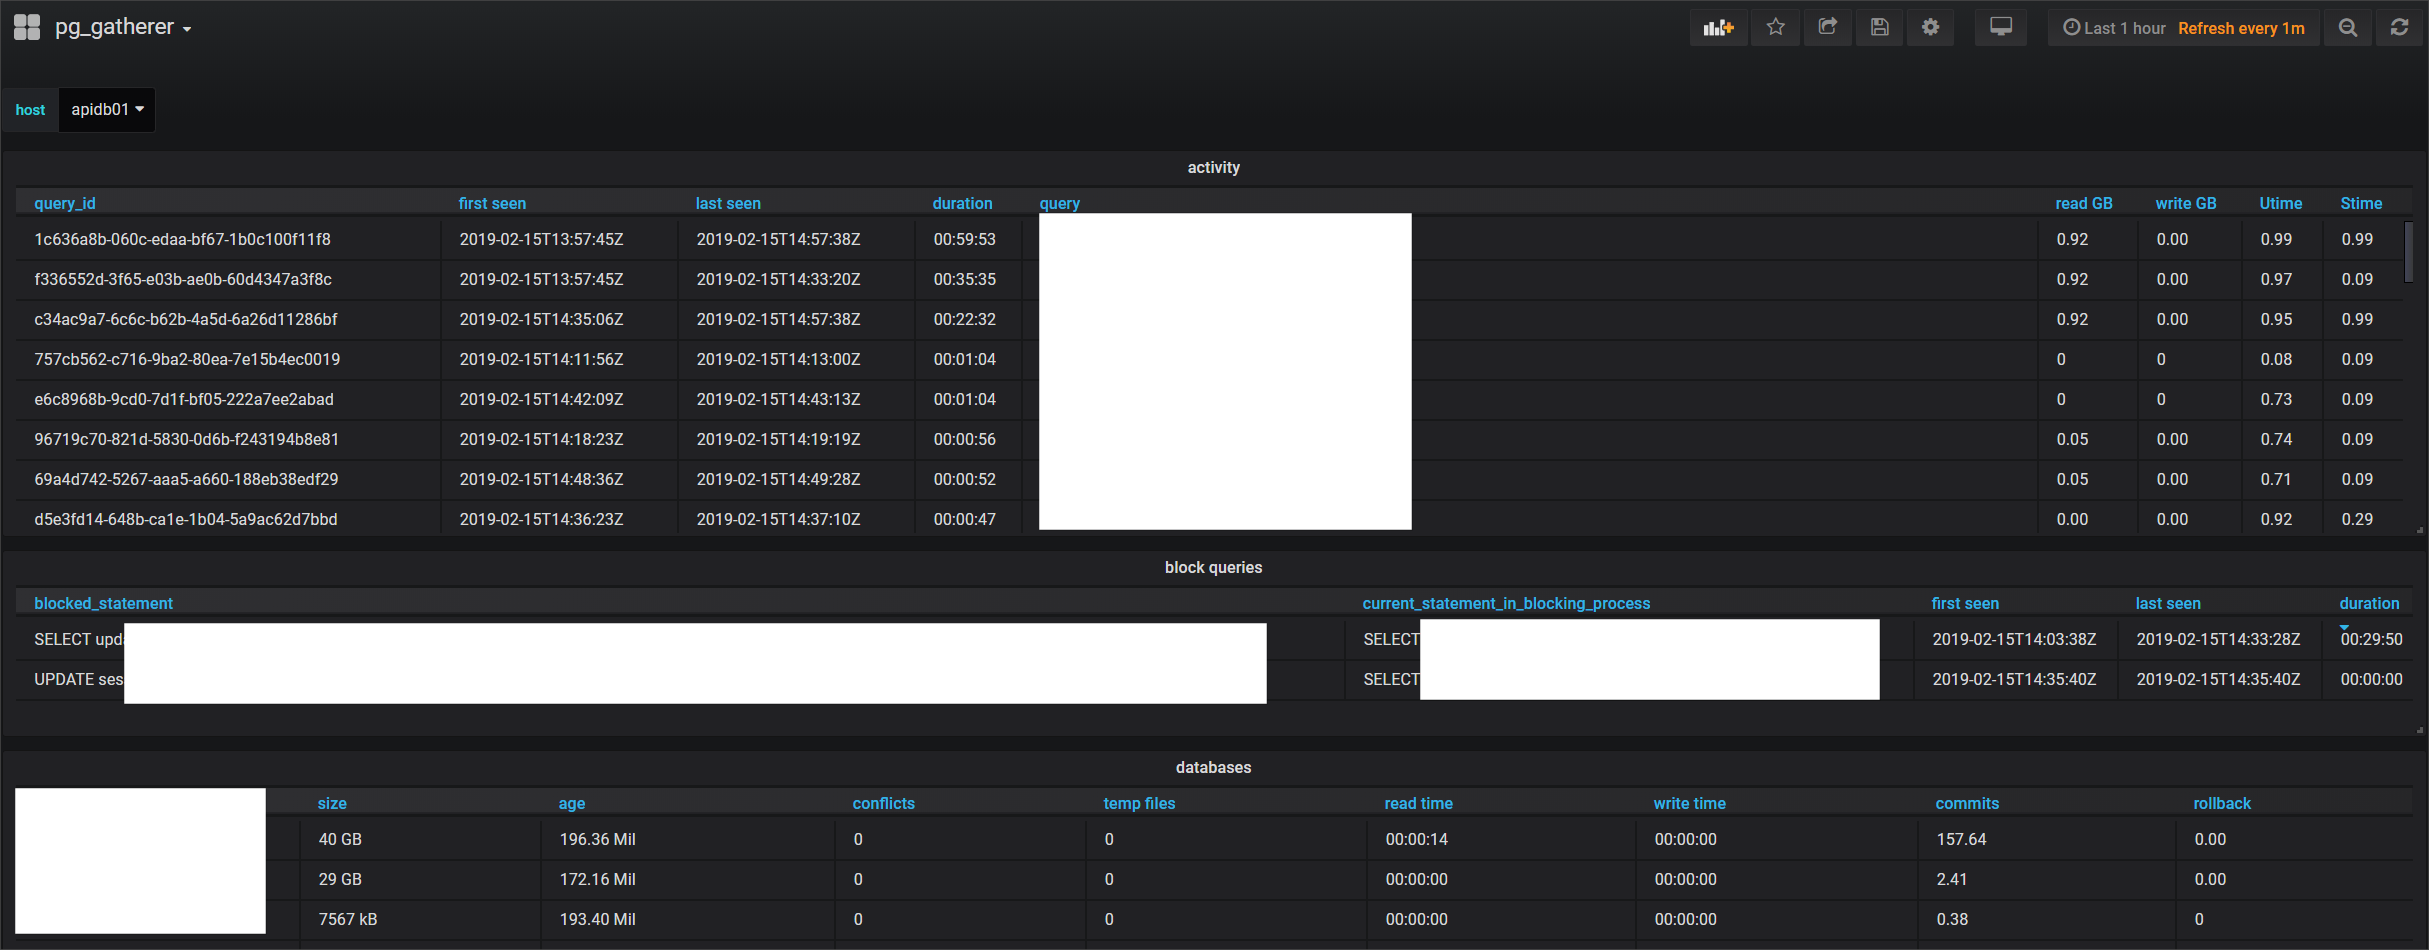 pg_gatherer
Last 1 hour Refresh every 1m
host apidb01
activity
query_id first seen last seen duration query read GB write GB Utime Stime
1c636a8b-060c-edaa-bf67-1b0c100f11f8 2019-02-15T13:57:45Z 2019-02-15T14:57:38Z 00:59:53 0.92 0.00 0.99 0.99
f336552d-3f65-e03b-ae0b-60d4347a3f8c 2019-02-15T13:57:45Z 2019-02-15T14:33:20Z 00:35:35 0.92 0.00 0.97 0.09
c34ac9a7-6c6c-b62b-4a5d-6a26d11286bf 2019-02-15T14:35:06Z 2019-02-15T14:57:38Z 00:22:32 0.92 0.00 0.95 0.99
757cb562-c716-9ba2-80ea-7e15b4ec0019 2019-02-15T14:11:56Z 2019-02-15T14:13:00Z 00:01:04 0 0 0.08 0.09
e6c8968b-9cd0-7d1f-bf05-222a7ee2abad 2019-02-15T14:42:09Z 2019-02-15T14:43:13Z 00:01:04 0 0 0.73 0.09
96719c70-821d-5830-0d6b-f243194b8e81 2019-02-15T14:18:23Z 2019-02-15T14:19:19Z 00:00:56 0.05 0.00 0.74 0.09
69a4d742-5267-aaa5-a660-188eb38edf29 2019-02-15T14:48:36Z 2019-02-15T14:49:28Z 00:00:52 0.05 0.00 0.71 0.09
d5e3fd14-648b-ca1e-1b04-5a9ac62d7bbd 2019-02-15T14:36:23Z 2019-02-15T14:37:10Z 00:00:47 0.00 0.00 0.92 0.29
block queries
blocked_statement current_statement_in_blocking_process first seen last seen duration
SELECT upd SELECT 2019-02-15T14:03:38Z 2019-02-15T14:33:28Z 00:29:50
UPDATE ses SELECT 2019-02-15T14:35:40Z 2019-02-15T14:35:40Z 00:00:00
databases
size age conflicts temp files read time write time commits rollback
40 GB 196.36 Mil 0 0 00:00:14 00:00:00 157.64 0.00
29 GB 172.16 Mil 0 0 00:00:00 00:00:00 2.41 0.00
7567 kB 193.40 Mil 0 0 00:00:00 00:00:00 0.38 0